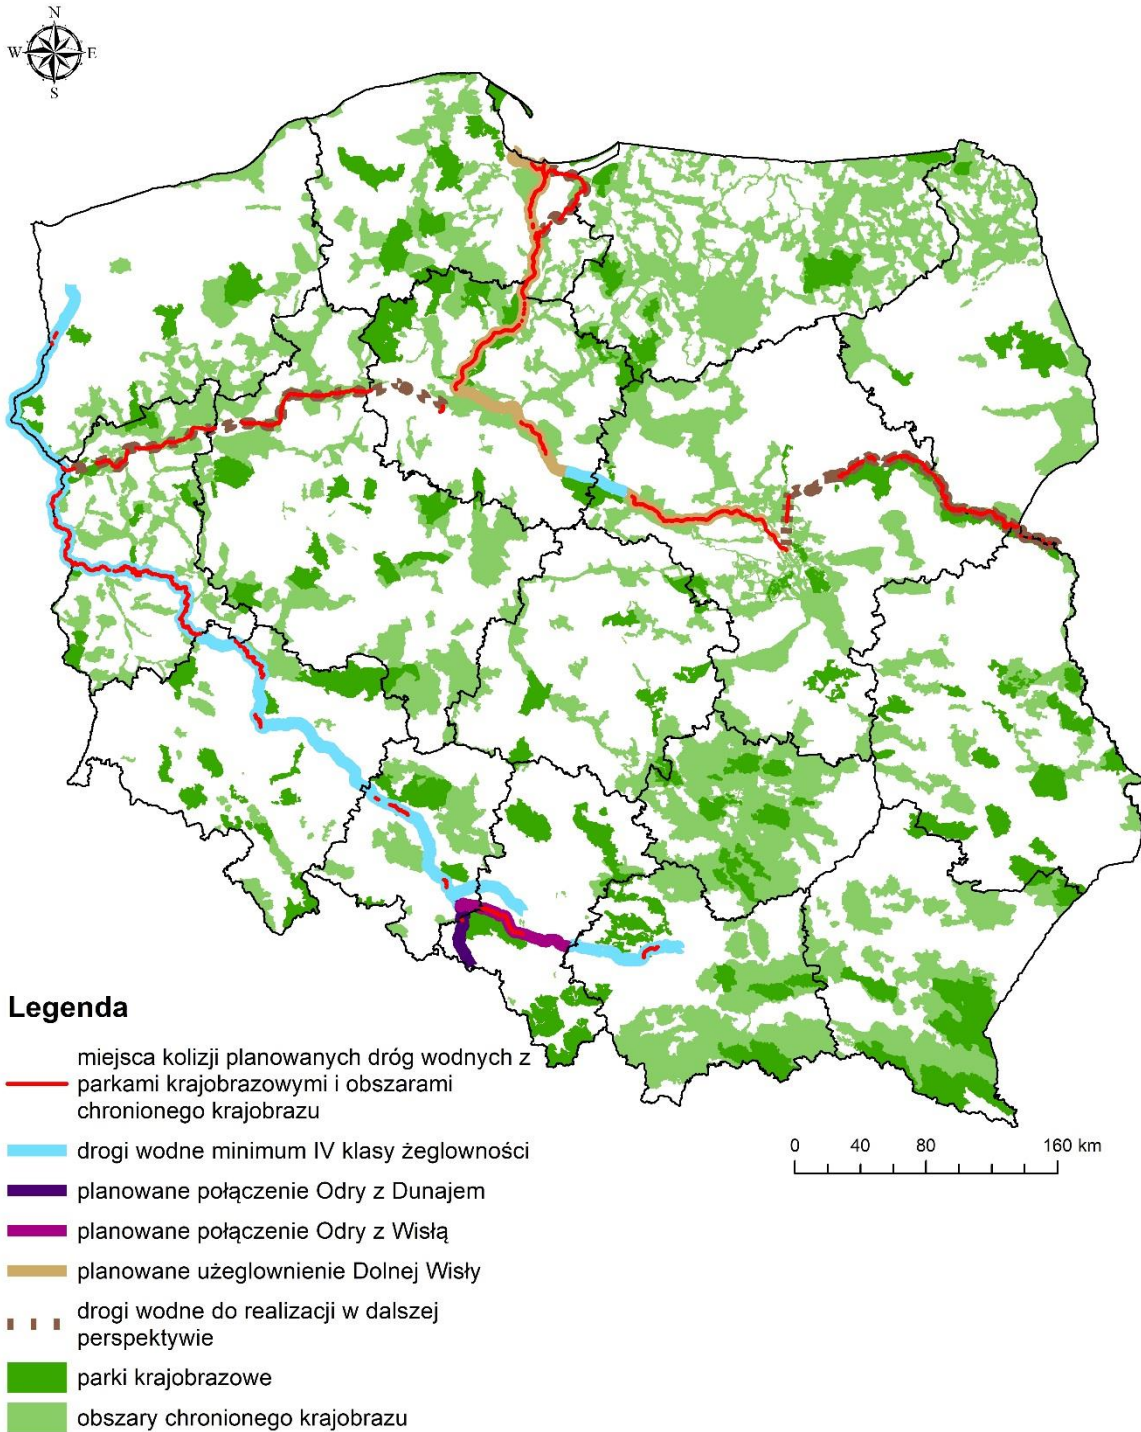 N
W E
S
Legenda
miejsca kolizji planowanych dróg wodnych z
parkami krajobrazowymi i obszarami
chronionego krajobrazu
drogi wodne minimum IV klasy żeglowności
planowane połączenie Odry z Dunajem
planowane połączenie Odry z Wisłą
planowane użeglownienie Dolnej Wisły
drogi wodne do realizacji w dalszej
perspektywie
parki krajobrazowe
obszary chronionego krajobrazu
0 40 80 160 km